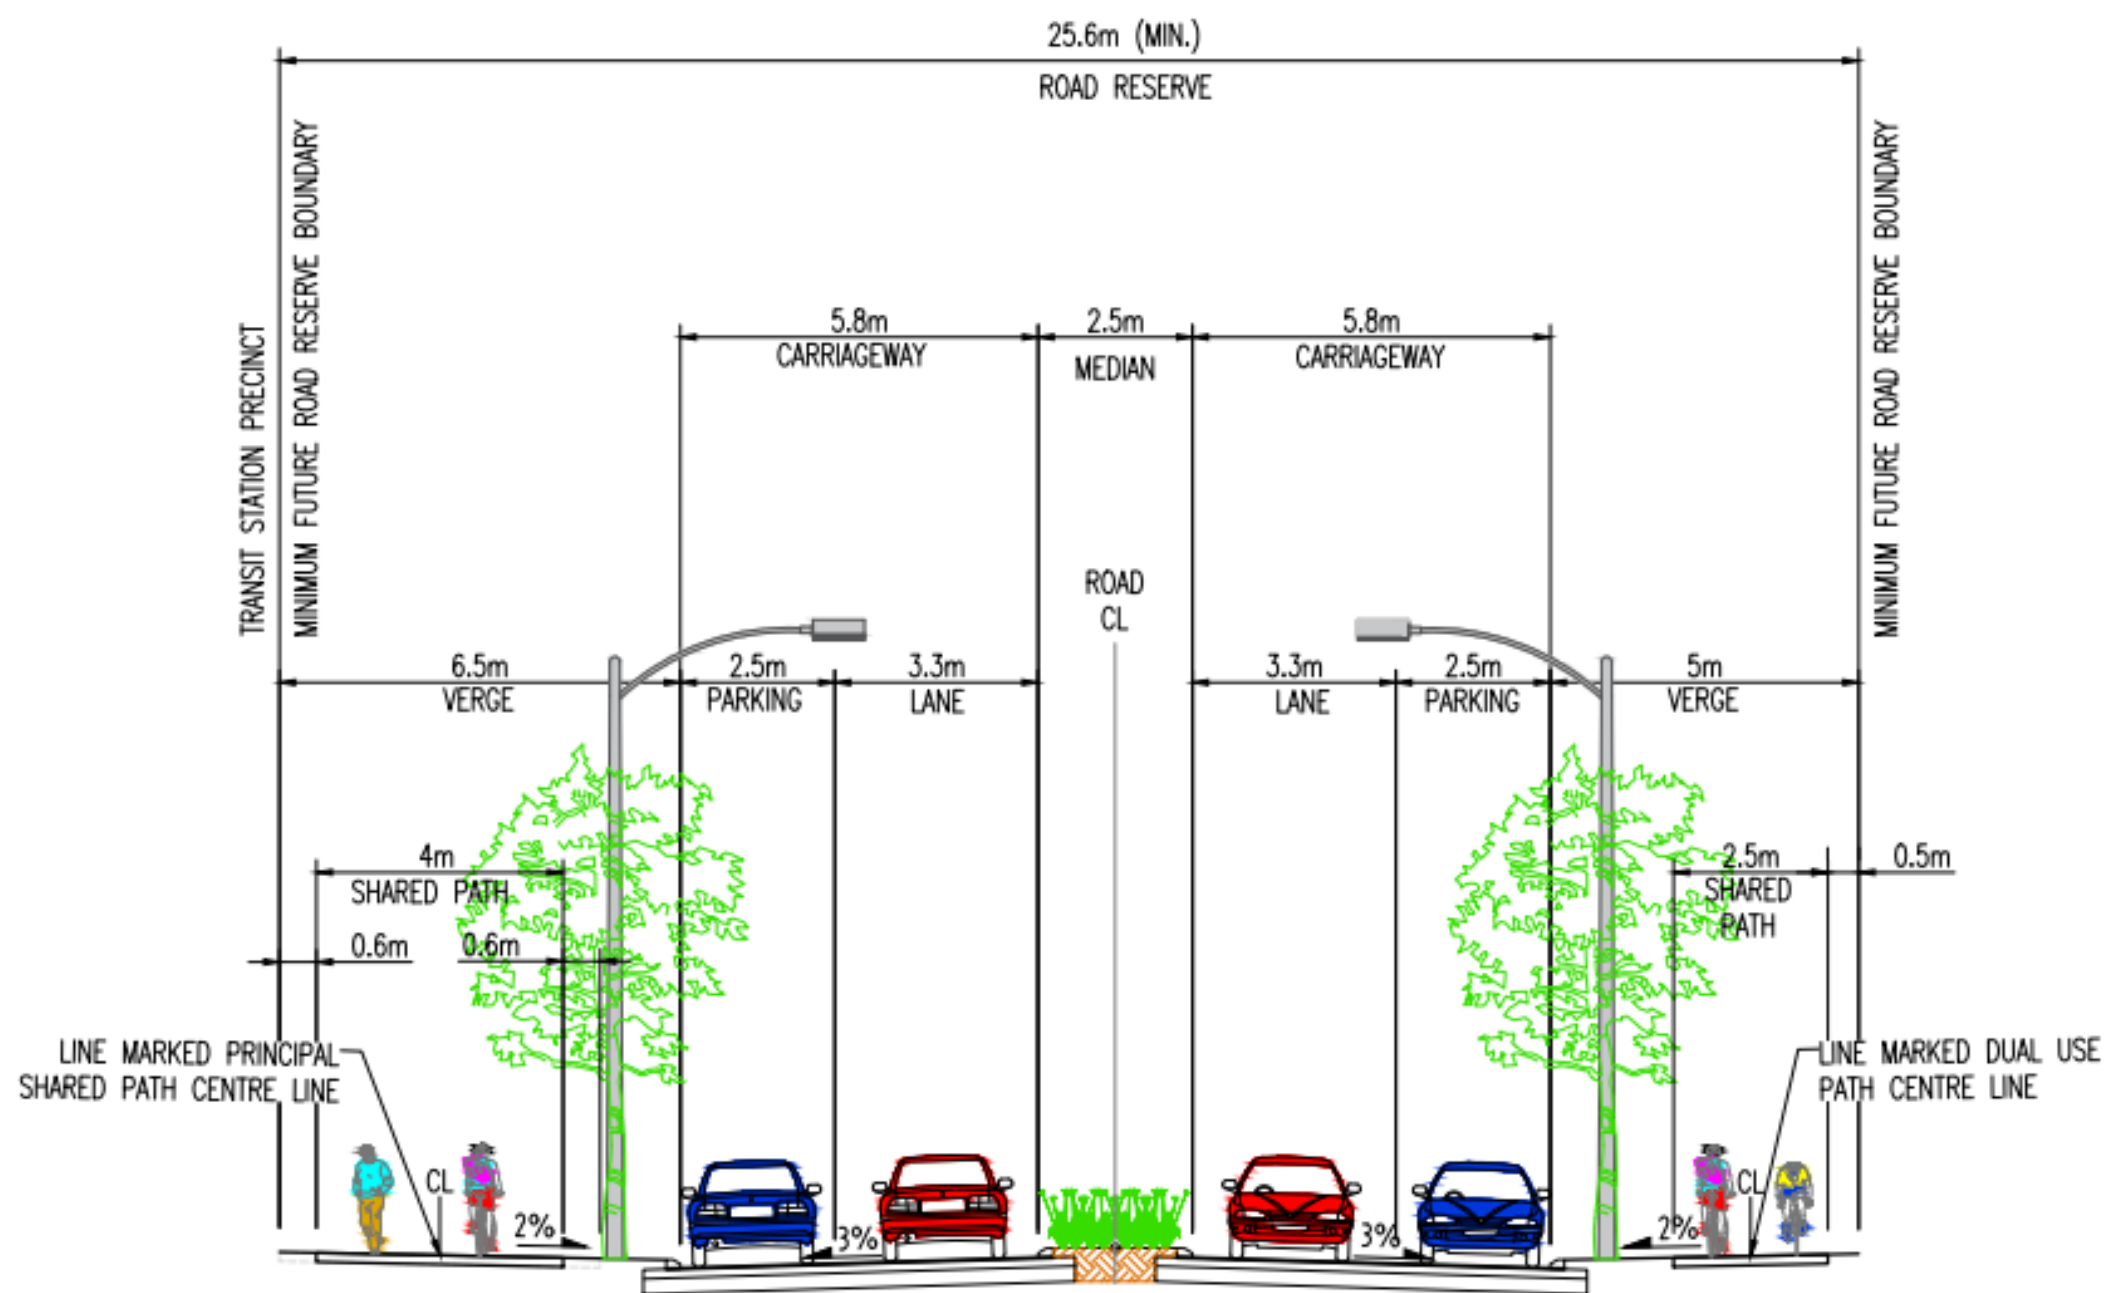 25.6m (MIN.)
ROAD RESERVE
TRANSIT STATION PRECINCT
MINIMUM FUTURE ROAD RESERVE BOUNDARY
MINIMUM FUTURE ROAD RESERVE BOUNDARY
5.8m
CARRIAGEWAY
2.5m
MEDIAN
5.8m
CARRIAGEWAY
ROAD
CL
6.5m
VERGE
2.5m
PARKING
3.3m
LANE
3.3m
LANE
2.5m
PARKING
5m
VERGE
4m
SHARED PATH
0.6m
0.6m
2.5m
SHARED
PATH
0.5m
LINE MARKED PRINCIPAL
SHARED PATH CENTRE LINE
LINE MARKED DUAL USE
PATH CENTRE LINE
CL
2%
3%
3%
2%
CL